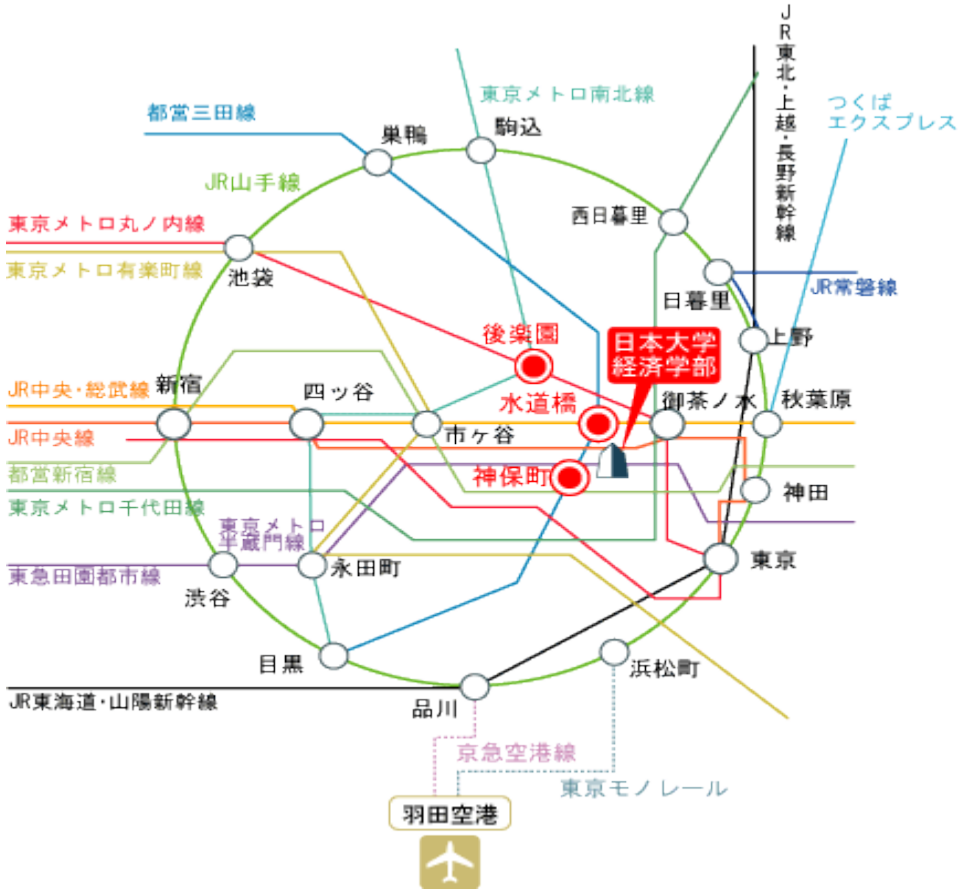 JR東北・上越・長野新幹線
東京メトロ南北線
つくば
エクスプレス
都営三田線
巣鴨
駒込
JR山手線
西日暮里
東京メトロ丸ノ内線
東京メトロ有楽町線
池袋
日暮里
JR常磐線
後楽園
日本大学
経済学部
上野
JR中央・総武線
新宿
四ッ谷
水道橋
御茶ノ水
秋葉原
JR中央線
市ヶ谷
都営新宿線
神保町
神田
東京メトロ千代田線
東京メトロ
半蔵門線
東急田園都市線
永田町
東京
渋谷
目黒
浜松町
JR東海道・山陽新幹線
品川
京急空港線
東京モノレール
羽田空港